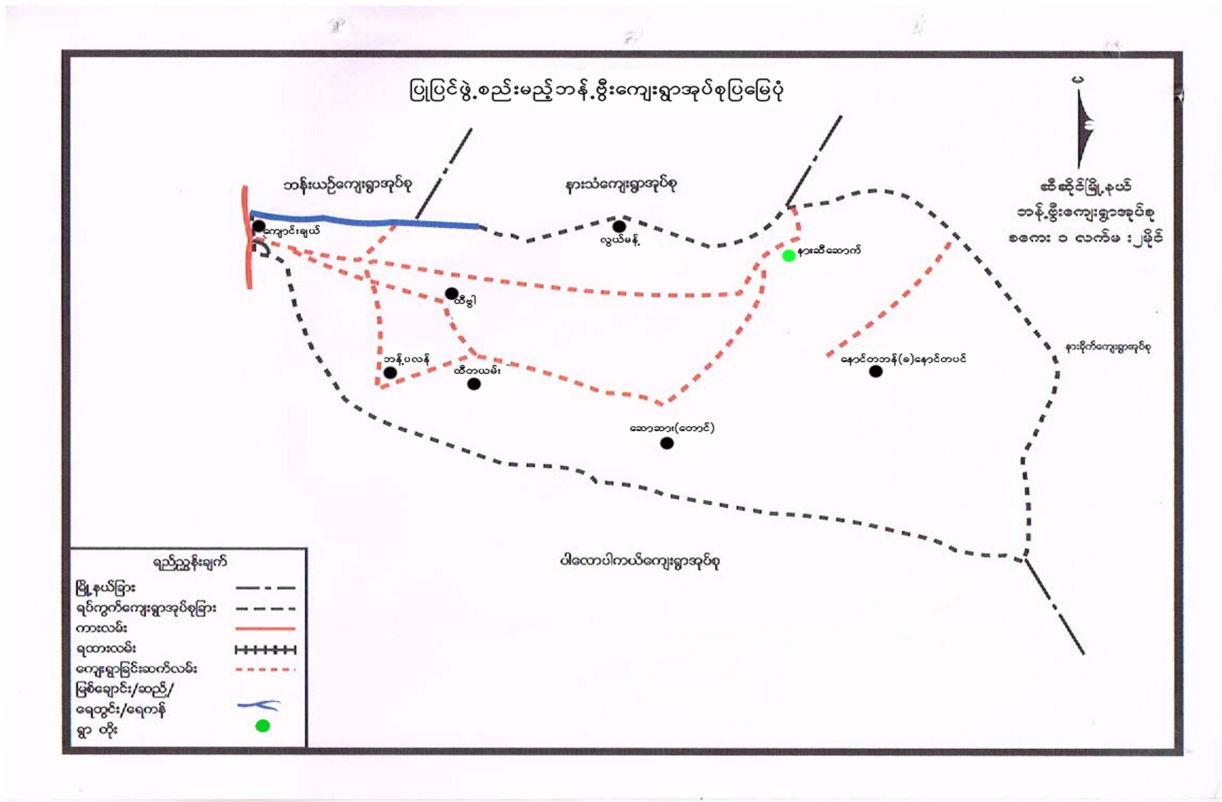 ပြုပြင်ဖွဲ့စည်းမည့်ဘန့်ဗွီးကျေးရွာအုပ်စုပြမြေပုံ
ဘန်းယဉ်ကျေးရွာအုပ်စု
နားသံကျေးရွာအုပ်စု
ဆီဆိုင်မြို့နယ်
ဘန့်ဗွီးကျေးရွာအုပ်စု
စကေး ၁ လက်မ း၂မိုင်
ကျောင်းချယ်
လွယ်မန့်
နားဆီဆောက်
ထီဗွါ
ဘန့်ပလန်
ထီတယမ်း
နောင်တဘန်(ခ)နောင်တပင်
နားခိုက်ကျေးရွာအုပ်စု
ဆောဆား(တောင်)
ပါလောပါကယ်ကျေးရွာအုပ်စု
ရည်ညွှန်းချက်
မြို့နယ်ခြား
ရပ်ကွက်ကျေးရွာအုပ်စုခြား
ကားလမ်း
ရထားလမ်း
ကျေးရွာခြင်းဆက်လမ်း
မြစ်ချောင်း/ဆည်/
ရေတွင်း/ရေကန်
ရွာ တိုး